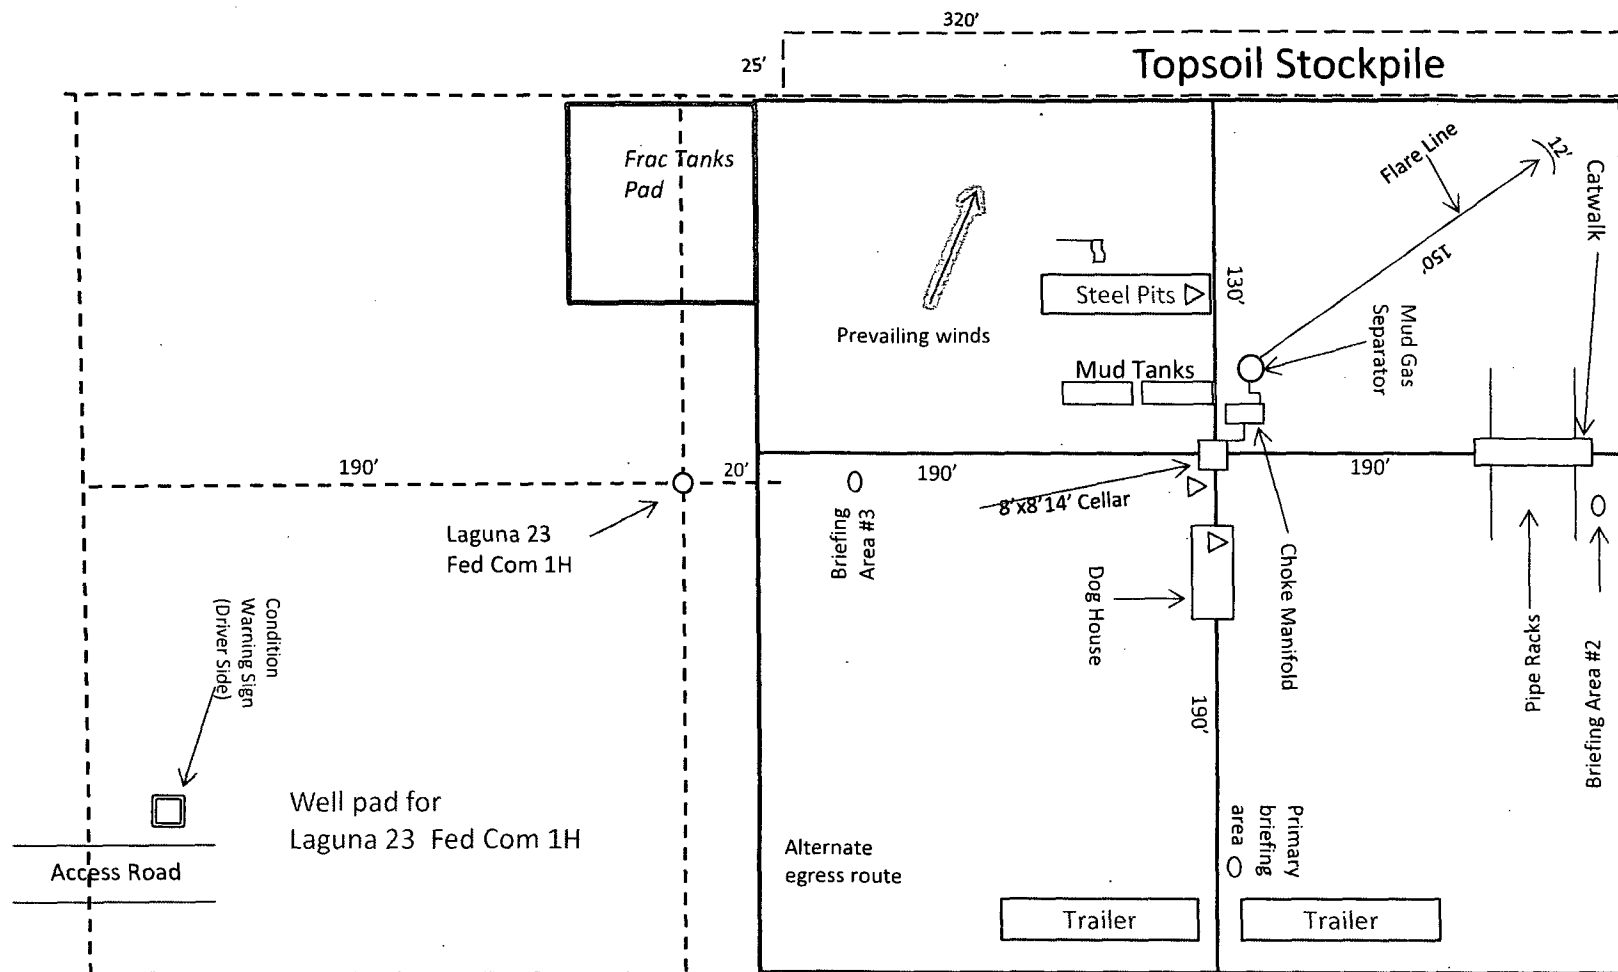 320'
25'
Topsoil Stockpile
Frac Tanks
Pad
Flare Line
12'
Catwalk
150'
Steel Pits
130'
Prevailing winds
Mud Gas
Separator
Mud Tanks
190'
20'
190'
190'
8'x8'14' Cellar
Briefing
Area #3
Laguna 23
Fed Com 1H
Dog House
Choke Manifold
Condition
Warning Sign
(Driver Side)
Pipe Racks
Briefing Area #2
190'
Well pad for
Laguna 23 Fed Com 1H
Primary
briefing
area
Alternate
egress route
Access Road
Trailer
Trailer